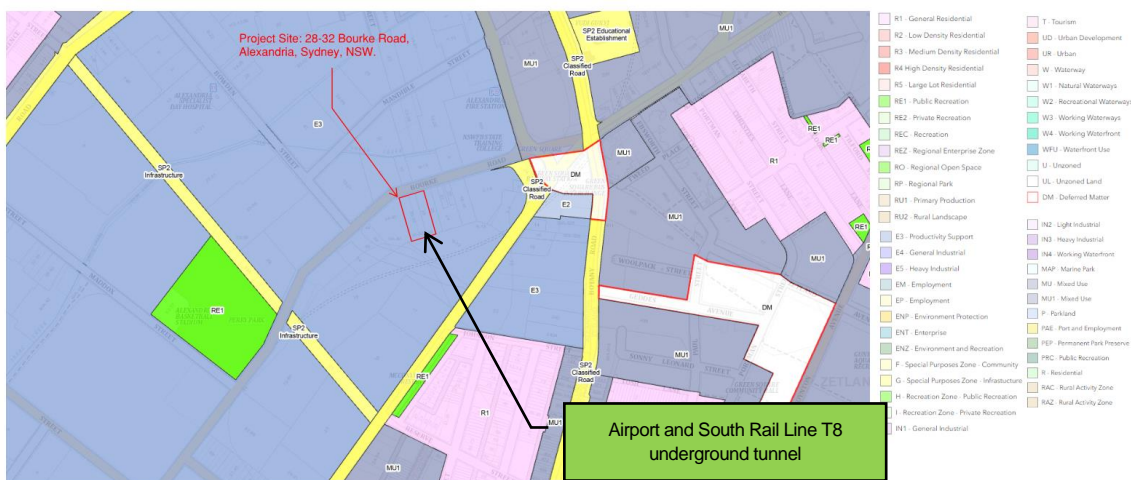 Project Site: 28-32 Bourke Road,
Alexandria, Sydney, NSW.
SP2 Educational
Establishment
MU1
SP2
Classified
Road
ROAD
E3
SP2
Infrastructure
BOURKE
ROAD
MU1
RE1
RE1
R1
DM
SP2
Classified
Road
E2
MU1
RE1
MU1
WOOLPACK STREET
E3
DM
RE1
SP2
Infrastructure
RE1
SP2
Classified
Road
MU1
R1
MU1
MU1
ZETLAND
Airport and South Rail Line T8
underground tunnel
R1 - General Residential
R2 - Low Density Residential
R3 - Medium Density Residential
R4 High Density Residential
R5 - Large Lot Residential
RE1 - Public Recreation
RE2 - Private Recreation
REC - Recreation
REZ - Regional Enterprise Zone
RO - Regional Open Space
RP - Regional Park
RU1 - Primary Production
RU2 - Rural Landscape
E3 - Productivity Support
E4 - General Industrial
E5 - Heavy Industrial
EM - Employment
EP - Employment
ENP - Environment Protection
ENT - Enterprise
ENZ - Environment and Recreation
F - Special Purposes Zone - Community
G - Special Purposes Zone - Infrastucture
H - Recreation Zone - Public Recreation
I - Recreation Zone - Private Recreation
IN1 - General Industrial
T - Tourism
UD - Urban Development
UR - Urban
W - Waterway
W1 - Natural Waterways
W2 - Recreational Waterways
W3 - Working Waterways
W4 - Working Waterfront
WFU - Waterfront Use
U - Unzoned
UL - Unzoned Land
DM - Deferred Matter
IN2 - Light Industrial
IN3 - Heavy Industrial
IN4 - Working Waterfront
MAP - Marine Park
MU - Mixed Use
MU1 - Mixed Use
P - Parkland
PAE - Port and Employment
PEP - Permanent Park Preserve
PRC - Public Recreation
R - Residential
RAC - Rural Activity Zone
RAZ - Rural Activity Zone